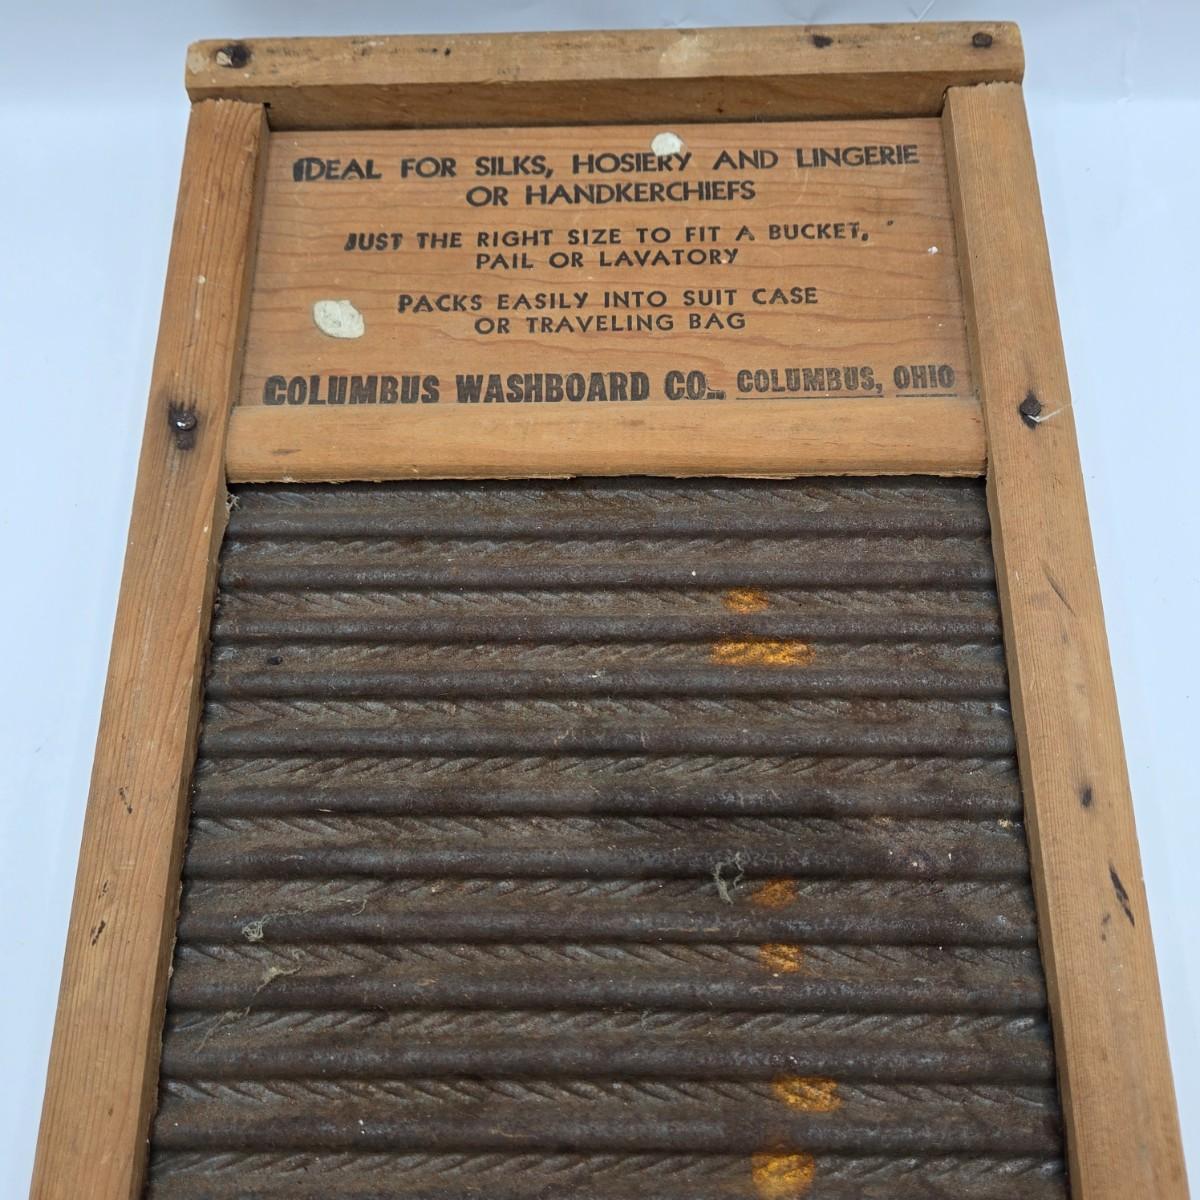 IDEAL FOR SILKS, HOSIERY AND LINGERIE
OR HANDKERCHIEFS
JUST THE RIGHT SIZE TO FIT A BUCKET,
PAIL OR LAVATORY
PACKS EASILY INTO SUIT CASE
OR TRAVELING BAG
COLUMBUS WASHBOARD CO. COLUMBUS, OHIO